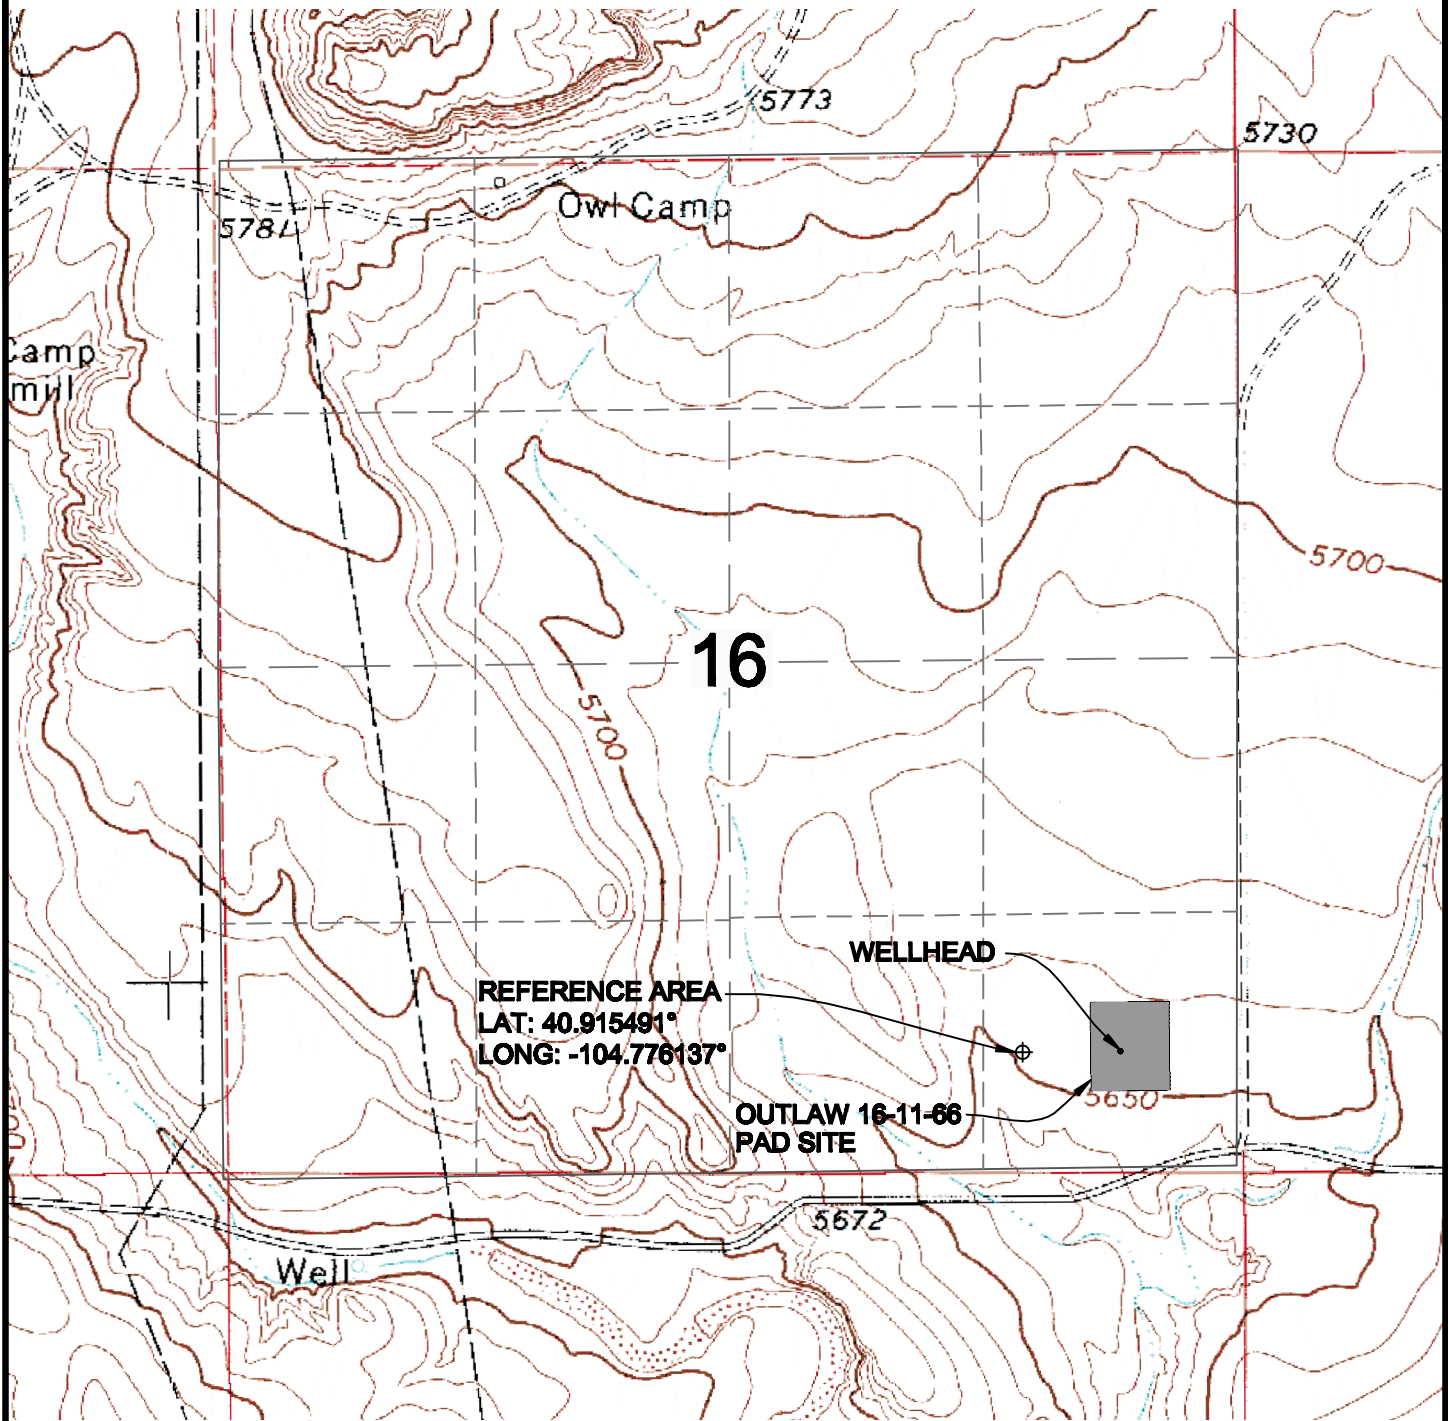 5773
5730
Owl Camp
5781
Camp
mill
5700
16
5700
WELLHEAD
REFERENCE AREA
LAT: 40.915491°
LONG: -104.776137°
5650
OUTLAW 16-11-66
PAD SITE
5672
Well